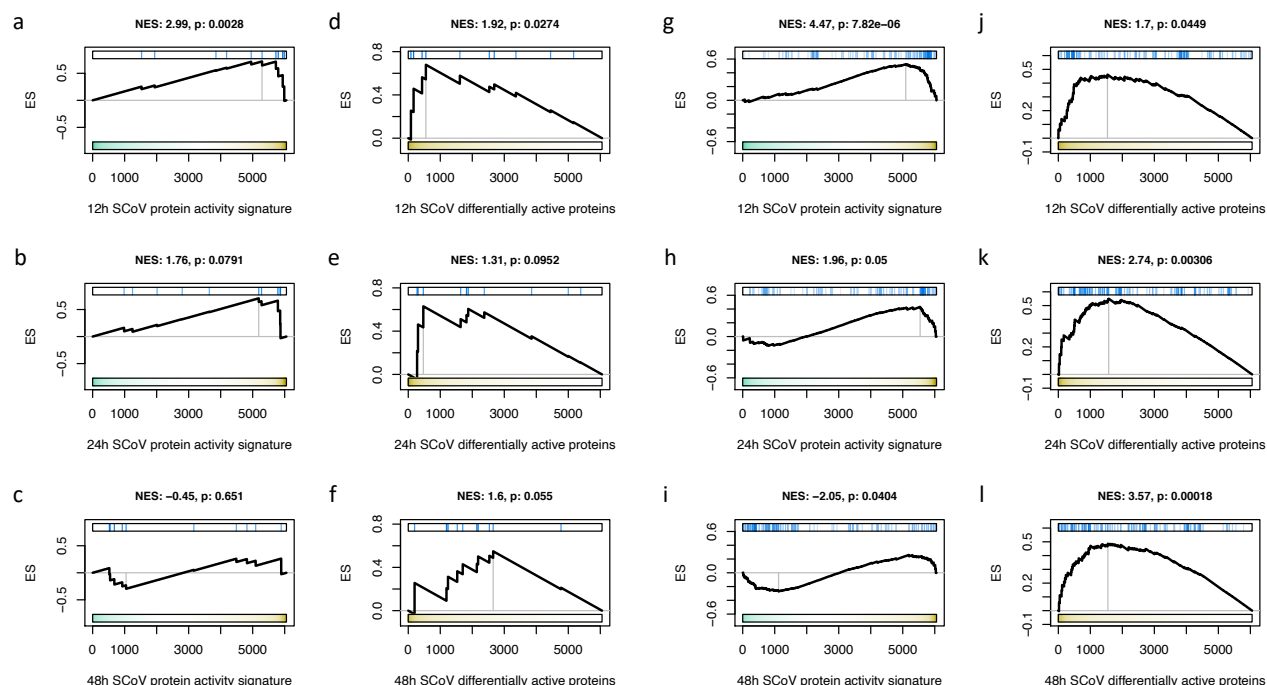 a
NES: 2.99, p: 0.0028
ES
0.5
−0.5
0 1000 3000 5000
12h SCoV protein activity signature
d
NES: 1.92, p: 0.0274
ES
0.8
0.4
0.0
0 1000 3000 5000
12h SCoV differentially active proteins
g
NES: 4.47, p: 7.82e−06
ES
0.6
0.0
−0.6
0 1000 3000 5000
12h SCoV protein activity signature
j
NES: 1.7, p: 0.0449
ES
0.5
0.2
−0.1
0 1000 3000 5000
12h SCoV differentially active proteins
b
NES: 1.76, p: 0.0791
ES
0.5
−0.5
0 1000 3000 5000
24h SCoV protein activity signature
e
NES: 1.31, p: 0.0952
ES
0.8
0.4
0.0
0 1000 3000 5000
24h SCoV differentially active proteins
h
NES: 1.96, p: 0.05
ES
0.6
0.0
−0.6
0 1000 3000 5000
24h SCoV protein activity signature
k
NES: 2.74, p: 0.00306
ES
0.5
0.2
−0.1
0 1000 3000 5000
24h SCoV differentially active proteins
c
NES: −0.45, p: 0.651
ES
0.5
−0.5
0 1000 3000 5000
48h SCoV protein activity signature
f
NES: 1.6, p: 0.055
ES
0.8
0.4
0.0
0 1000 3000 5000
48h SCoV differentially active proteins
i
NES: −2.05, p: 0.0404
ES
0.6
0.0
−0.6
0 1000 3000 5000
48h SCoV protein activity signature
l
NES: 3.57, p: 0.00018
ES
0.5
0.2
−0.1
0 1000 3000 5000
48h SCoV differentially active proteins